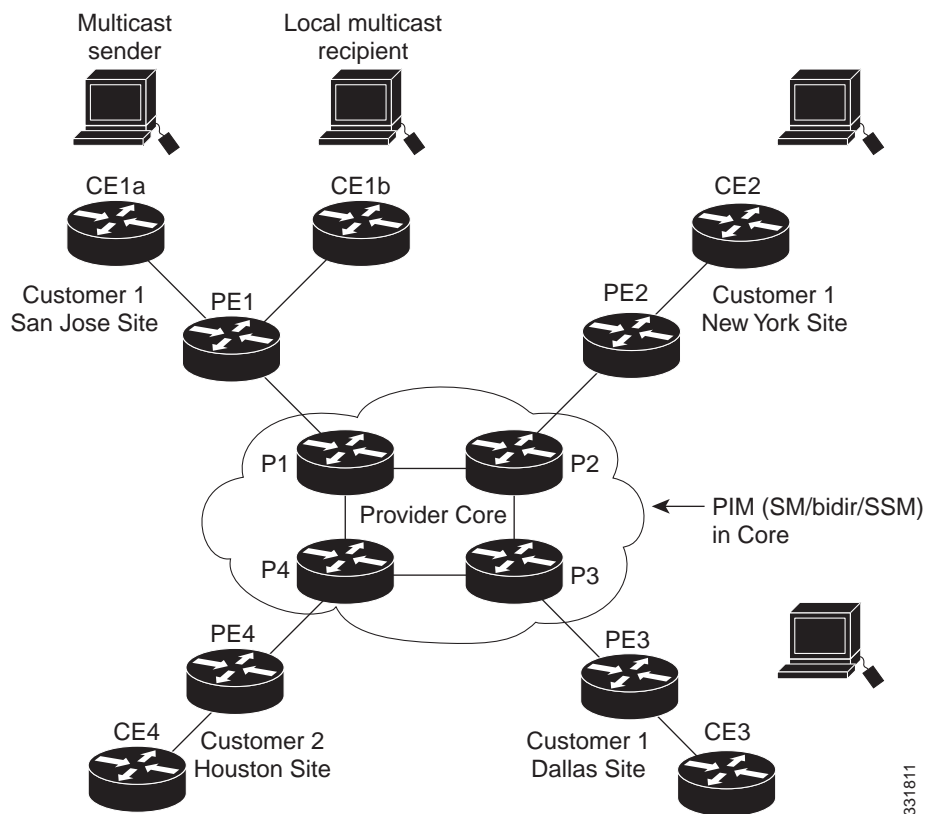 Multicast
sender
Local multicast
recipient
CE1a
CE1b
CE2
Customer 1
San Jose Site
PE1
PE2
Customer 1
New York Site
P1
P2
Provider Core
PIM (SM/bidir/SSM)
in Core
P4
P3
PE4
PE3
CE4
Customer 2
Houston Site
Customer 1
Dallas Site
CE3
331811